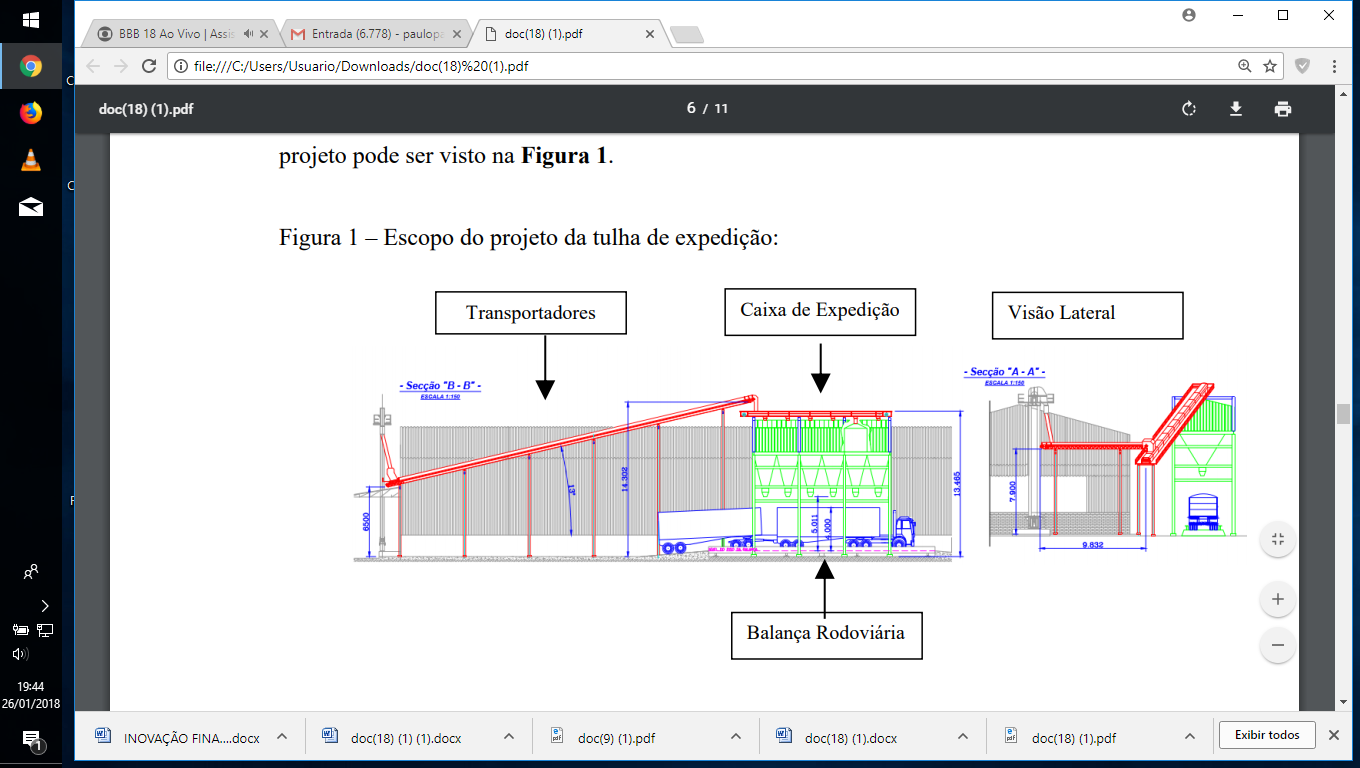 BBB 18 Ao Vivo | Assis
Entrada (6.778) - paulopa
doc(18) (1).pdf
file:///C:/Users/Usuario/Downloads/doc(18)%20(1).pdf
doc(18) (1).pdf
6 / 11
projeto pode ser visto na Figura 1.
Figura 1 – Escopo do projeto da tulha de expedição:
Transportadores
Caixa de Expedição
Visão Lateral
- Secção "B - B" -
ESCALA 1:150
- Secção "A - A" -
ESCALA 1:150
6500
13°
14.302
5.011
4.000
13.465
7.900
9.832
Balança Rodoviária
19:44
26/01/2018
1
INOVAÇÃO FINA....docx
doc(18) (1) (1).docx
doc(9) (1).pdf
doc(18) (1).docx
doc(18) (1).pdf
Exibir todos